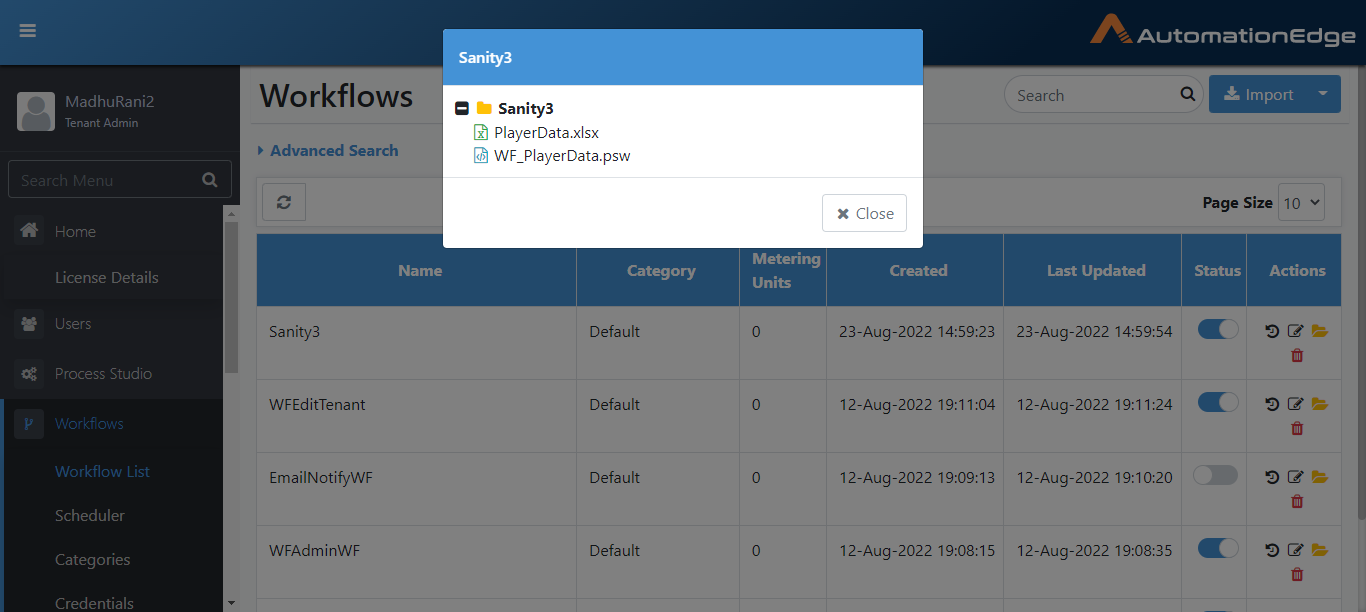 AutomationEdge
MadhuRani2
Tenant Admin
Search Menu
Home
License Details
Users
Process Studio
Workflows
Workflow List
Scheduler
Categories
Credentials
Workflows
Search
Import
Advanced Search
Sanity3
Sanity3
PlayerData.xlsx
WF_PlayerData.psw
Close
Page Size 10
Name Category Metering Units Created Last Updated Status Actions
Sanity3 Default 0 23-Aug-2022 14:59:23 23-Aug-2022 14:59:54
WFEditTenant Default 0 12-Aug-2022 19:11:04 12-Aug-2022 19:11:24
EmailNotifyWF Default 0 12-Aug-2022 19:09:13 12-Aug-2022 19:10:20
WFAdminWF Default 0 12-Aug-2022 19:08:15 12-Aug-2022 19:08:35